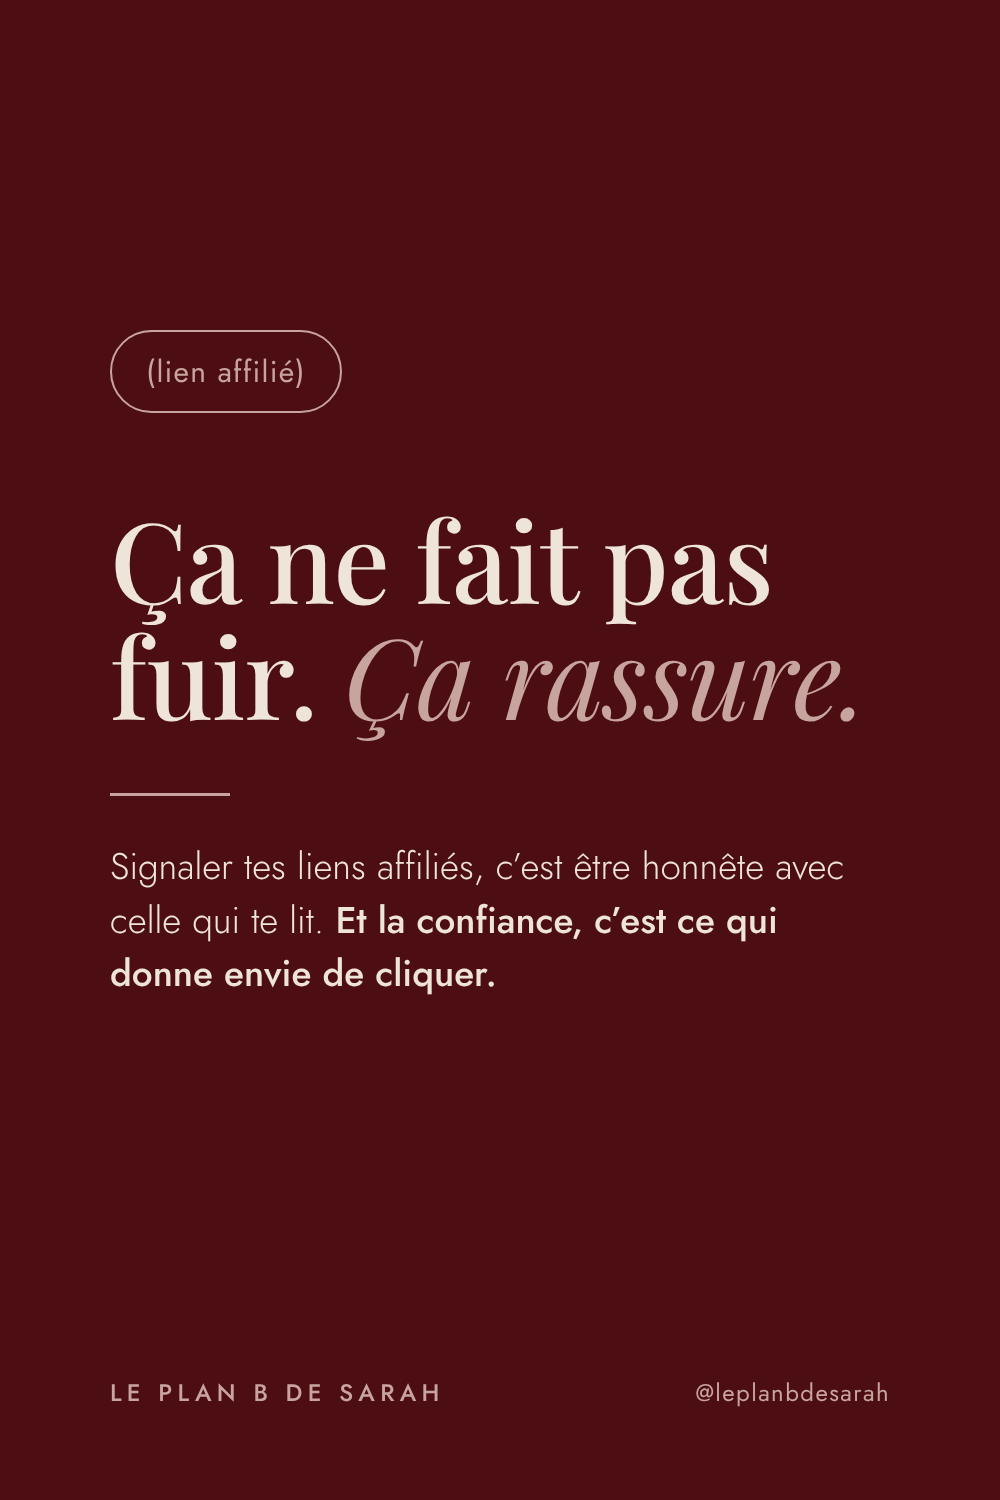 (lien affilié)
Ça ne fait pas
fuir. Ça rassure.
Signaler tes liens affiliés, c’est être honnête avec
celle qui te lit. Et la confiance, c’est ce qui
donne envie de cliquer.
LE PLAN B DE SARAH
@leplanbdesarah